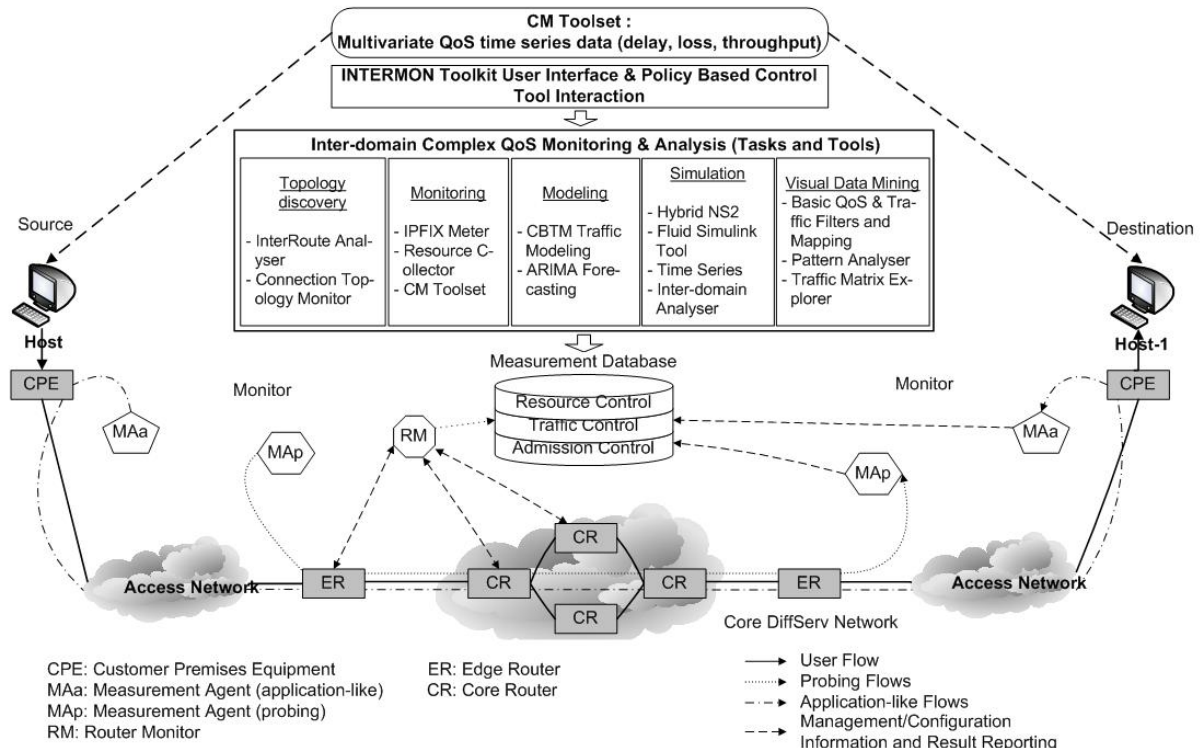 CM Toolset :
Multivariate QoS time series data (delay, loss, throughput)
INTERMON Toolkit User Interface & Policy Based Control
Tool Interaction
Inter-domain Complex QoS Monitoring & Analysis (Tasks and Tools)
Topology
discovery
- InterRoute Anal-
yser
- Connection Top-
ology Monitor
Monitoring
- IPFIX Meter
- Resource C-
ollector
- CM Toolset
Modeling
- CBTM Traffic
Modeling
- ARIMA Fore-
casting
Simulation
- Hybrid NS2
- Fluid Simulink
Tool
- Time Series
- Inter-domain
Analyser
Visual Data Mining
- Basic QoS & Tra-
ffic Filters and
Mapping
- Pattern Analyser
- Traffic Matrix Ex-
plorer
Source
Destination
Host
Host-1
Measurement Database
CPE
Monitor
Resource Control
Traffic Control
Admission Control
Monitor
CPE
MAa
MAp
RM
MAp
MAa
CR
Access Network
ER
CR
CR
ER
Access Network
CR
Core DiffServ Network
CPE: Customer Premises Equipment
MAa: Measurement Agent (application-like)
MAp: Measurement Agent (probing)
RM: Router Monitor
ER: Edge Router
CR: Core Router
User Flow
Probing Flows
Application-like Flows
Management/Configuration
Information and Result Reporting